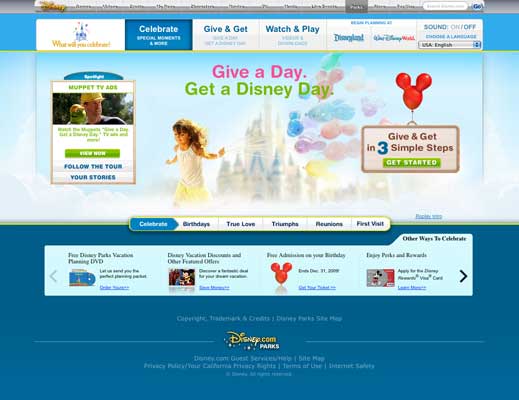 Disney
Parks
Go
What will you celebrate?
Celebrate
SPECIAL MOMENTS
& MORE
Give & Get
GIVE A DAY
GET A DISNEY DAY
Watch & Play
VIDEOS &
DOWNLOADS
BEGIN PLANNING AT
Disneyland
Walt Disney World
SOUND: ON / OFF
CHOOSE A LANGUAGE
USA: English
Spotlight
MUPPET TV ADS
Watch the Muppets "Give a Day.
Get a Disney Day." TV ads and
more!
VIEW NOW
FOLLOW THE TOUR
YOUR STORIES
Give a Day.
Get a Disney Day.
Give & Get
in 3 Simple
Steps
GET STARTED
Replay Intro
Celebrate
Birthdays
True Love
Triumphs
Reunions
First Visit
Other Ways To Celebrate
Free Disney Parks Vacation
Planning DVD
Let us send you the
perfect planning packet.
Order Yours>>
Disney Vacation Discounts and
Other Featured Offers
Discover a fantastic deal
for your dream vacation.
Save Money>>
Free Admission on your Birthday
Ends Dec. 31, 2009!
Get Your Ticket >>
Enjoy Perks and Rewards
Apply for the Disney
Rewards® Visa® Card
Learn More>>
Copyright, Trademark & Credits | Disney Parks Site Map
Disney.com
PARKS
Disney.com Guest Services/Help | Site Map
Privacy Policy/Your California Privacy Rights | Terms of Use | Internet Safety
© Disney. All rights reserved.